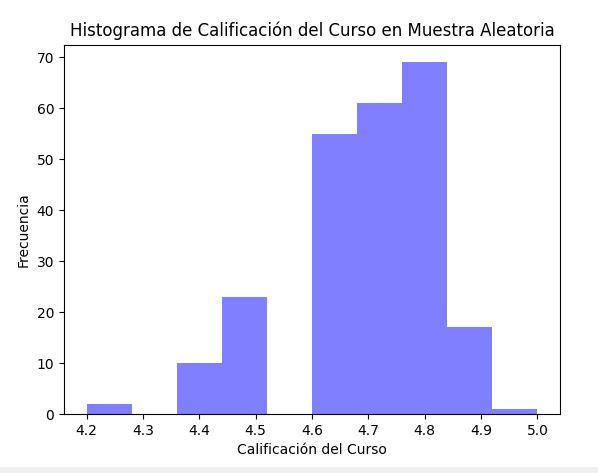 Histograma de Calificación del Curso en Muestra Aleatoria
70
60
50
40
30
20
10
0
Frecuencia
4.2 4.3 4.4 4.5 4.6 4.7 4.8 4.9 5.0
Calificación del Curso